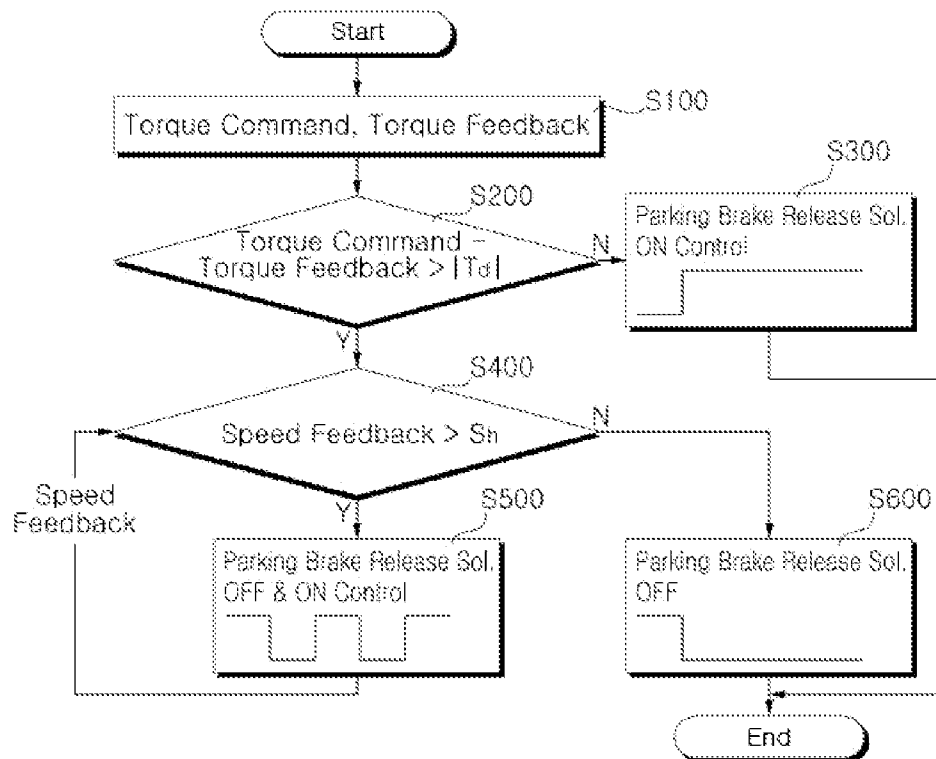 Start
S100
Torque Command, Torque Feedback
S200
Torque Command -
Torque Feedback > |Td|
N
Y
S300
Parking Brake Release Sol.
ON Control
S400
Speed Feedback > Sh
N
Y
Speed
Feedback
S500
Parking Brake Release Sol.
OFF & ON Control
S600
Parking Brake Release Sol.
OFF
End